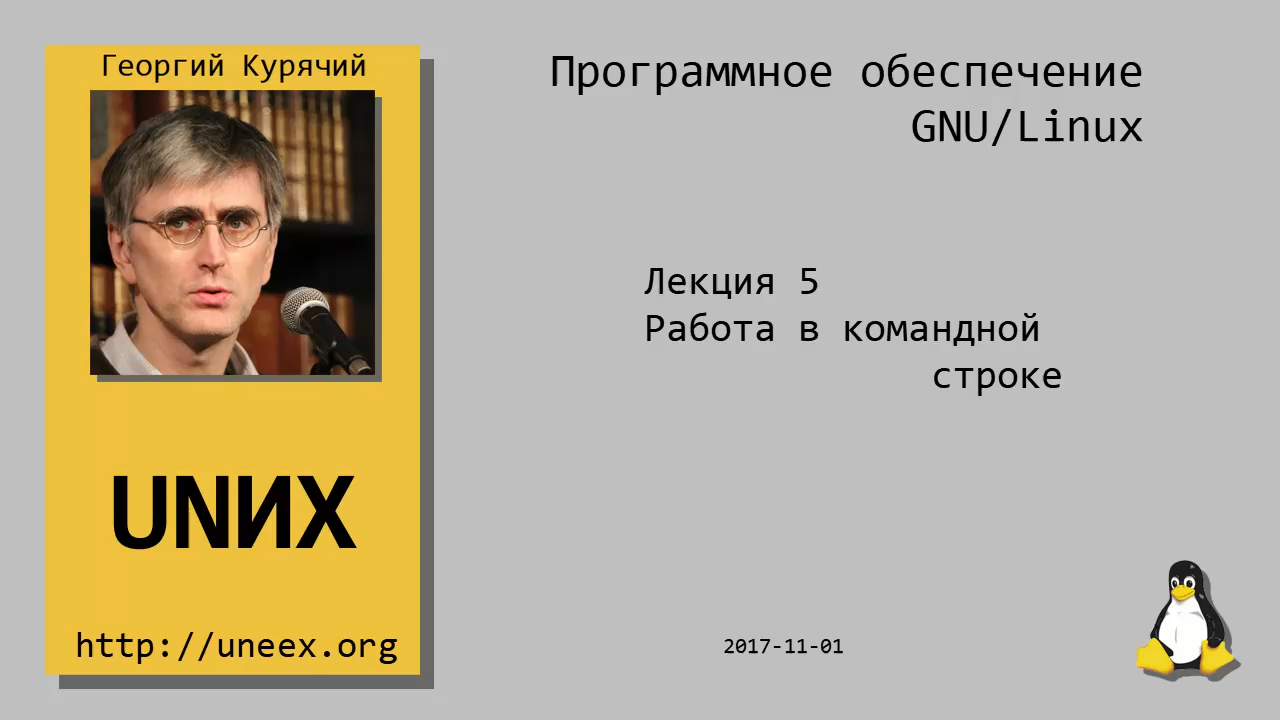 Георгий Курячий
UNИX
http://uneex.org
Программное обеспечение
GNU/Linux
Лекция 5
Работа в командной
строке
2017-11-01